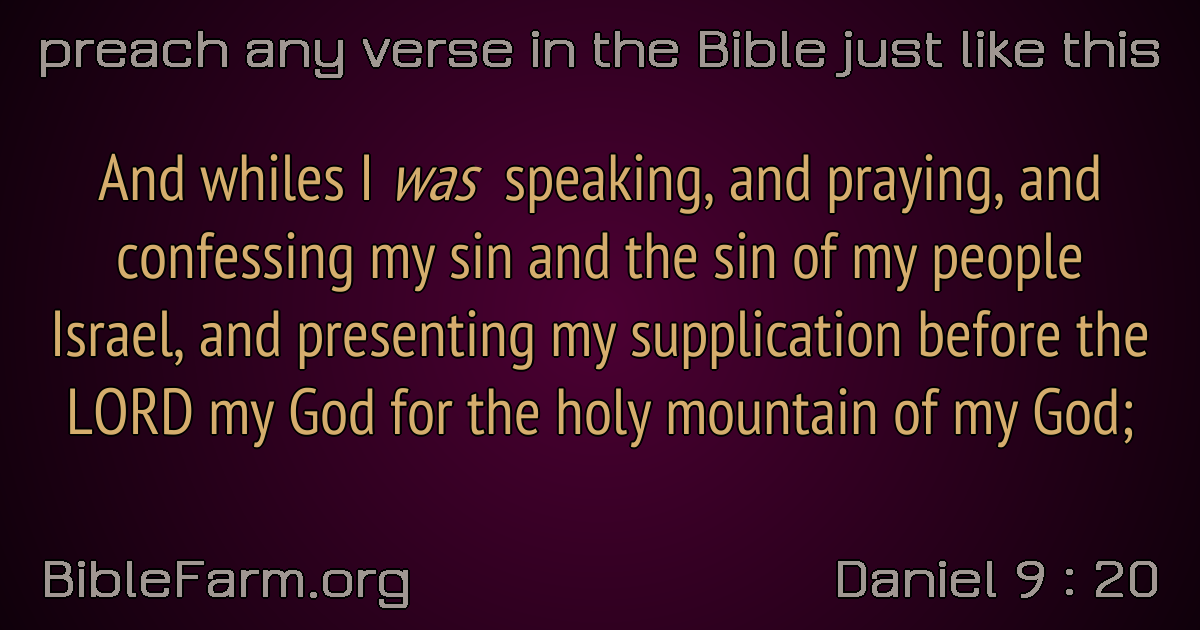 preach any verse in the Bible just like this
And whiles I was speaking, and praying, and
confessing my sin and the sin of my people
Israel, and presenting my supplication before the
LORD my God for the holy mountain of my God;
BibleFarm.org
Daniel 9 : 20